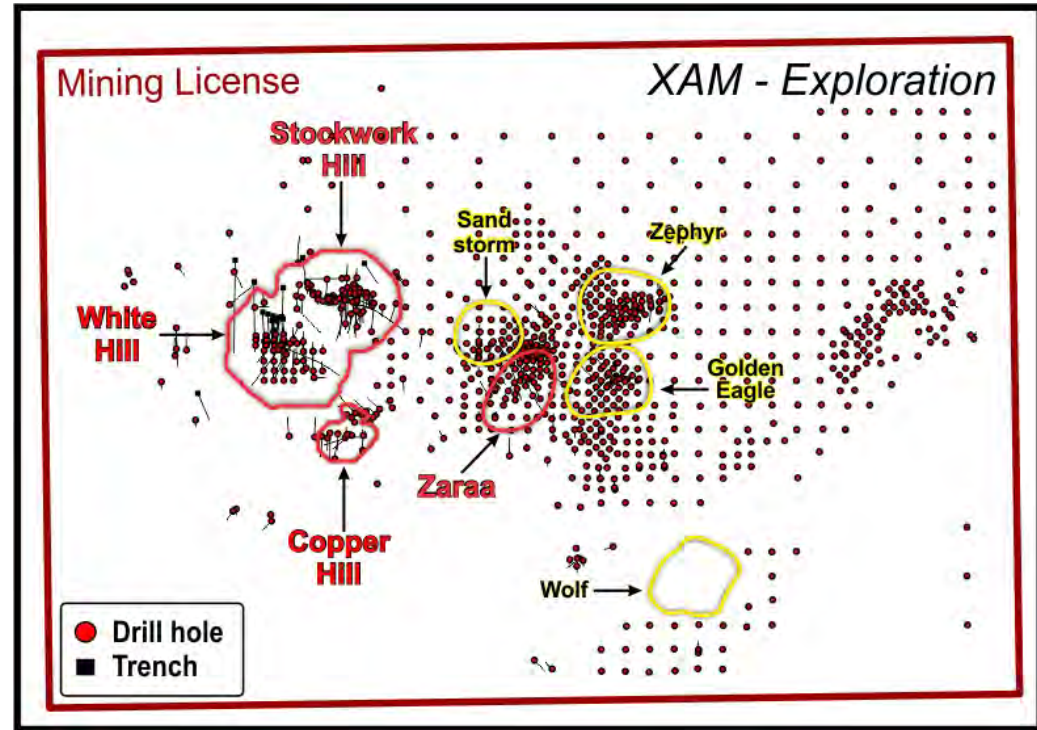 Mining License
XAM - Exploration
Stockwerk
Hill
Sand
storm
Zephyr
White
Hill
Golden
Eagle
Zaraa
Copper
Hill
Wolf
Drill hole
Trench